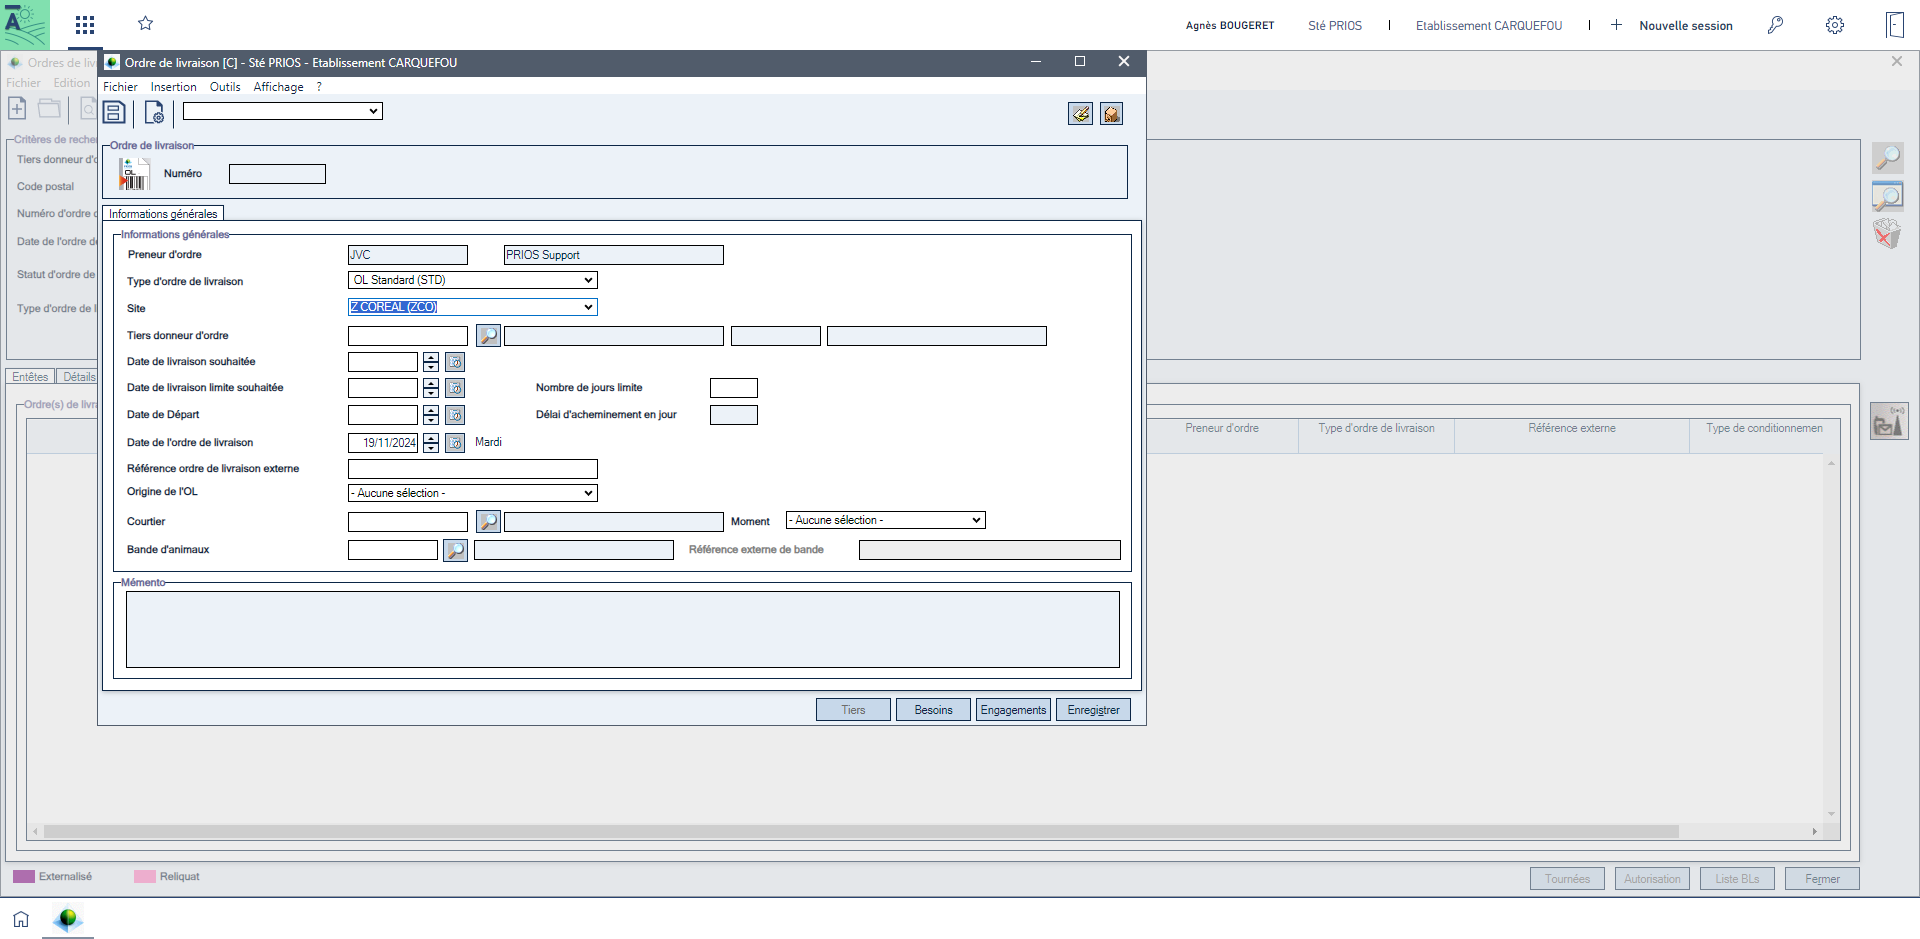 Agnès BOUGERET
Sté PRIOS
Etablissement CARQUEFOU
Nouvelle session
Ordres de liv
Fichier Edition
Critères de reche
Tiers donneur d'o
Code postal
Numéro d'ordre
Date de l'ordre de
Statut d'ordre de
Type d'ordre de l
Entêtes Détails
Ordre(s) de livr
Ordre de livraison [C] - Sté PRIOS - Etablissement CARQUEFOU
Fichier Insertion Outils Affichage ?
Ordre de livraison
OL
Numéro
Informations générales
Informations générales
Preneur d'ordre JVC PRIOS Support
Type d'ordre de livraison OL Standard (STD)
Site Z COREAL (ZCO)
Tiers donneur d'ordre
Date de livraison souhaitée
Date de livraison limite souhaitée Nombre de jours limite
Date de Départ Délai d'acheminement en jour
Date de l'ordre de livraison 19/11/2024 Mardi
Référence ordre de livraison externe
Origine de l'OL - Aucune sélection -
Courtier Moment - Aucune sélection -
Bande d'animaux Référence externe de bande
Mémento
Tiers Besoins Engagements Enregistrer
Preneur d'ordre Type d'ordre de livraison Référence externe Type de conditionnemen
Externalisé Reliquat
Tournées Autorisation Liste BLs Fermer